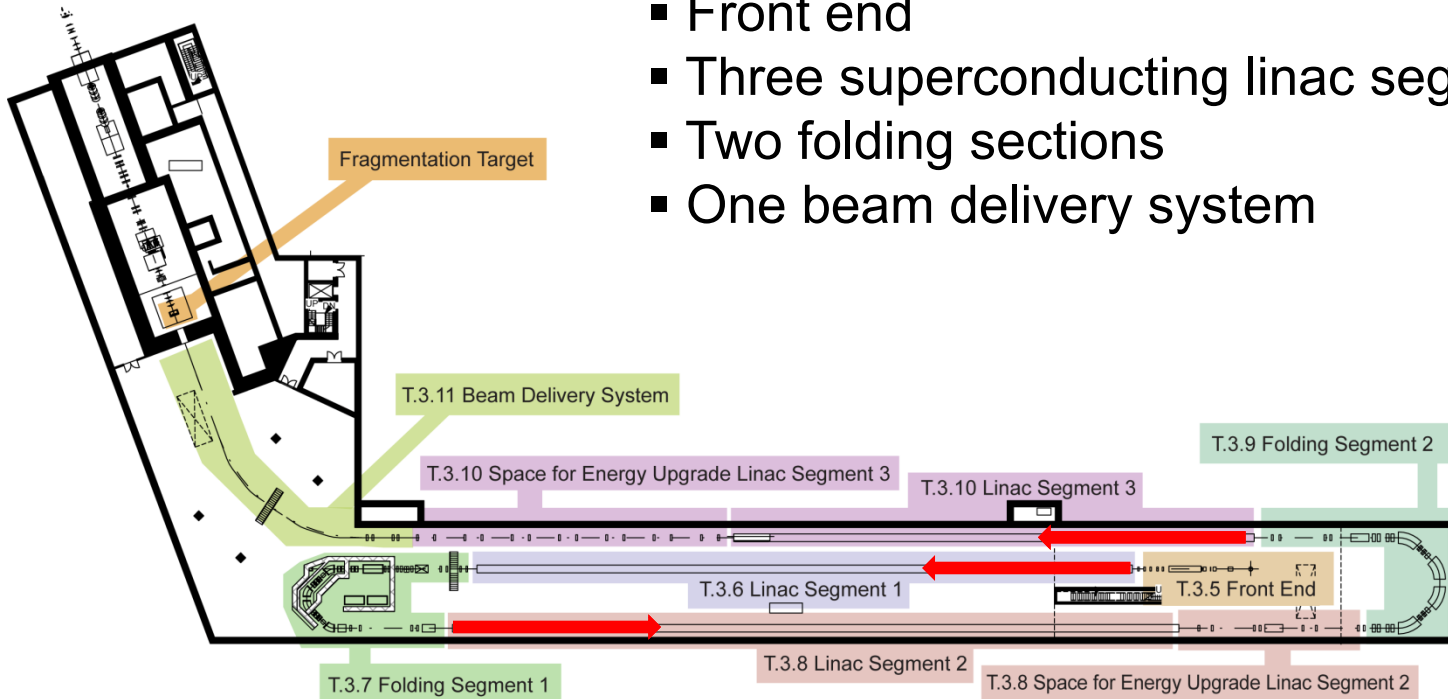 ▪ Front end
▪ Three superconducting linac seg
▪ Two folding sections
▪ One beam delivery system
Fragmentation Target
UP DN
T.3.11 Beam Delivery System
T.3.9 Folding Segment 2
T.3.10 Space for Energy Upgrade Linac Segment 3
T.3.10 Linac Segment 3
T.3.6 Linac Segment 1
T.3.5 Front End
T.3.8 Linac Segment 2
T.3.7 Folding Segment 1
T.3.8 Space for Energy Upgrade Linac Segment 2